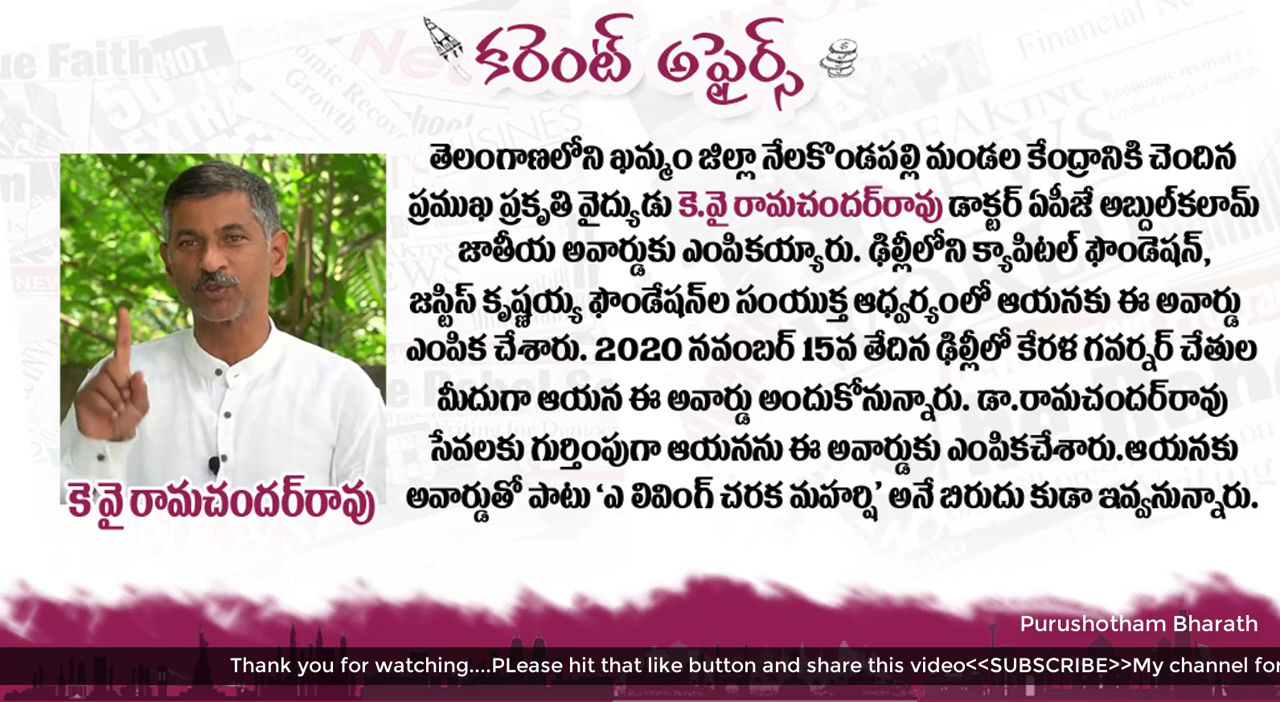 కరెంట్ అఫైర్స్
తెలంగాణలోని ఖమ్మం జిల్లా నేలకొండపల్లి మండల కేంద్రానికి చెందిన
ప్రముఖ ప్రకృతి వైద్యుడు కె.వై రామచందర్‌రావు డాక్టర్ ఏపీజే అబ్దుల్‌కలామ్
జాతీయ అవార్డుకు ఎంపికయ్యారు. ఢిల్లీలోని క్యాపిటల్ ఫౌండెషన్,
జస్టిస్ కృష్ణయ్య ఫౌండేషన్‌ల సంయుక్త ఆధ్వర్యంలో ఆయనకు ఈ అవార్డు
ఎంపిక చేశారు. 2020 నవంబర్ 15వ తేదిన ఢిల్లీలో కేరళ గవర్నర్ చేతుల
మీదుగా ఆయన ఈ అవార్డు అందుకోనున్నారు. డా.రామచందర్‌రావు
సేవలకు గుర్తింపుగా ఆయనను ఈ అవార్డుకు ఎంపికచేశారు.ఆయనకు
అవార్డుతో పాటు ‘ఎ లివింగ్ చరక మహర్షి’ అనే బిరుదు కుడా ఇవ్వనున్నారు.
కె వై రామచందర్‌రావు
Purushotham Bharath
Thank you for watching....PLease hit that like button and share this video<<SUBSCRIBE>>My channel for